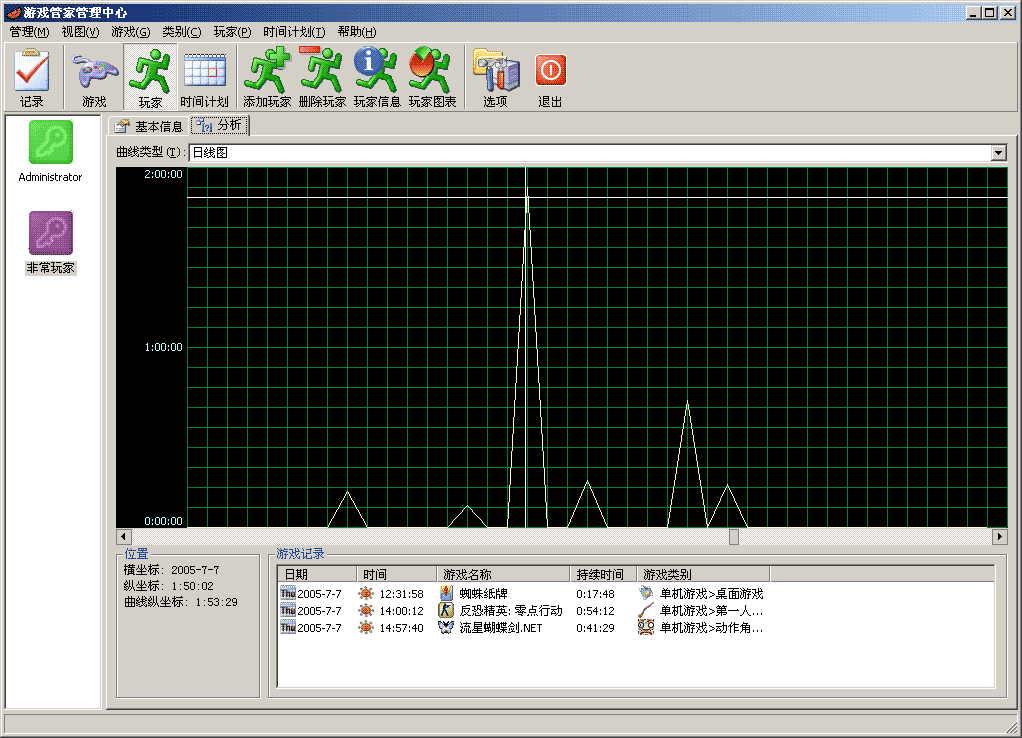 游戏管家管理中心
管理(M) 视图(V) 游戏(G) 类别(C) 玩家(P) 时间计划(T) 帮助(H)
记录 游戏 玩家 时间计划 添加玩家 删除玩家 玩家信息 玩家图表 选项 退出
Administrator
非常玩家
基本信息 分析
曲线类型(T): 日线图
2:00:00
1:00:00
0:00:00
位置
横坐标: 2005-7-7
纵坐标: 1:50:02
曲线纵坐标: 1:53:29
游戏记录
日期 时间 游戏名称 持续时间 游戏类别
Thu 2005-7-7 12:31:58 蜘蛛纸牌 0:17:48 单机游戏>桌面游戏
Thu 2005-7-7 14:00:12 反恐精英: 零点行动 0:54:12 单机游戏>第一人...
Thu 2005-7-7 14:57:40 流星蝴蝶剑.NET 0:41:29 单机游戏>动作角...